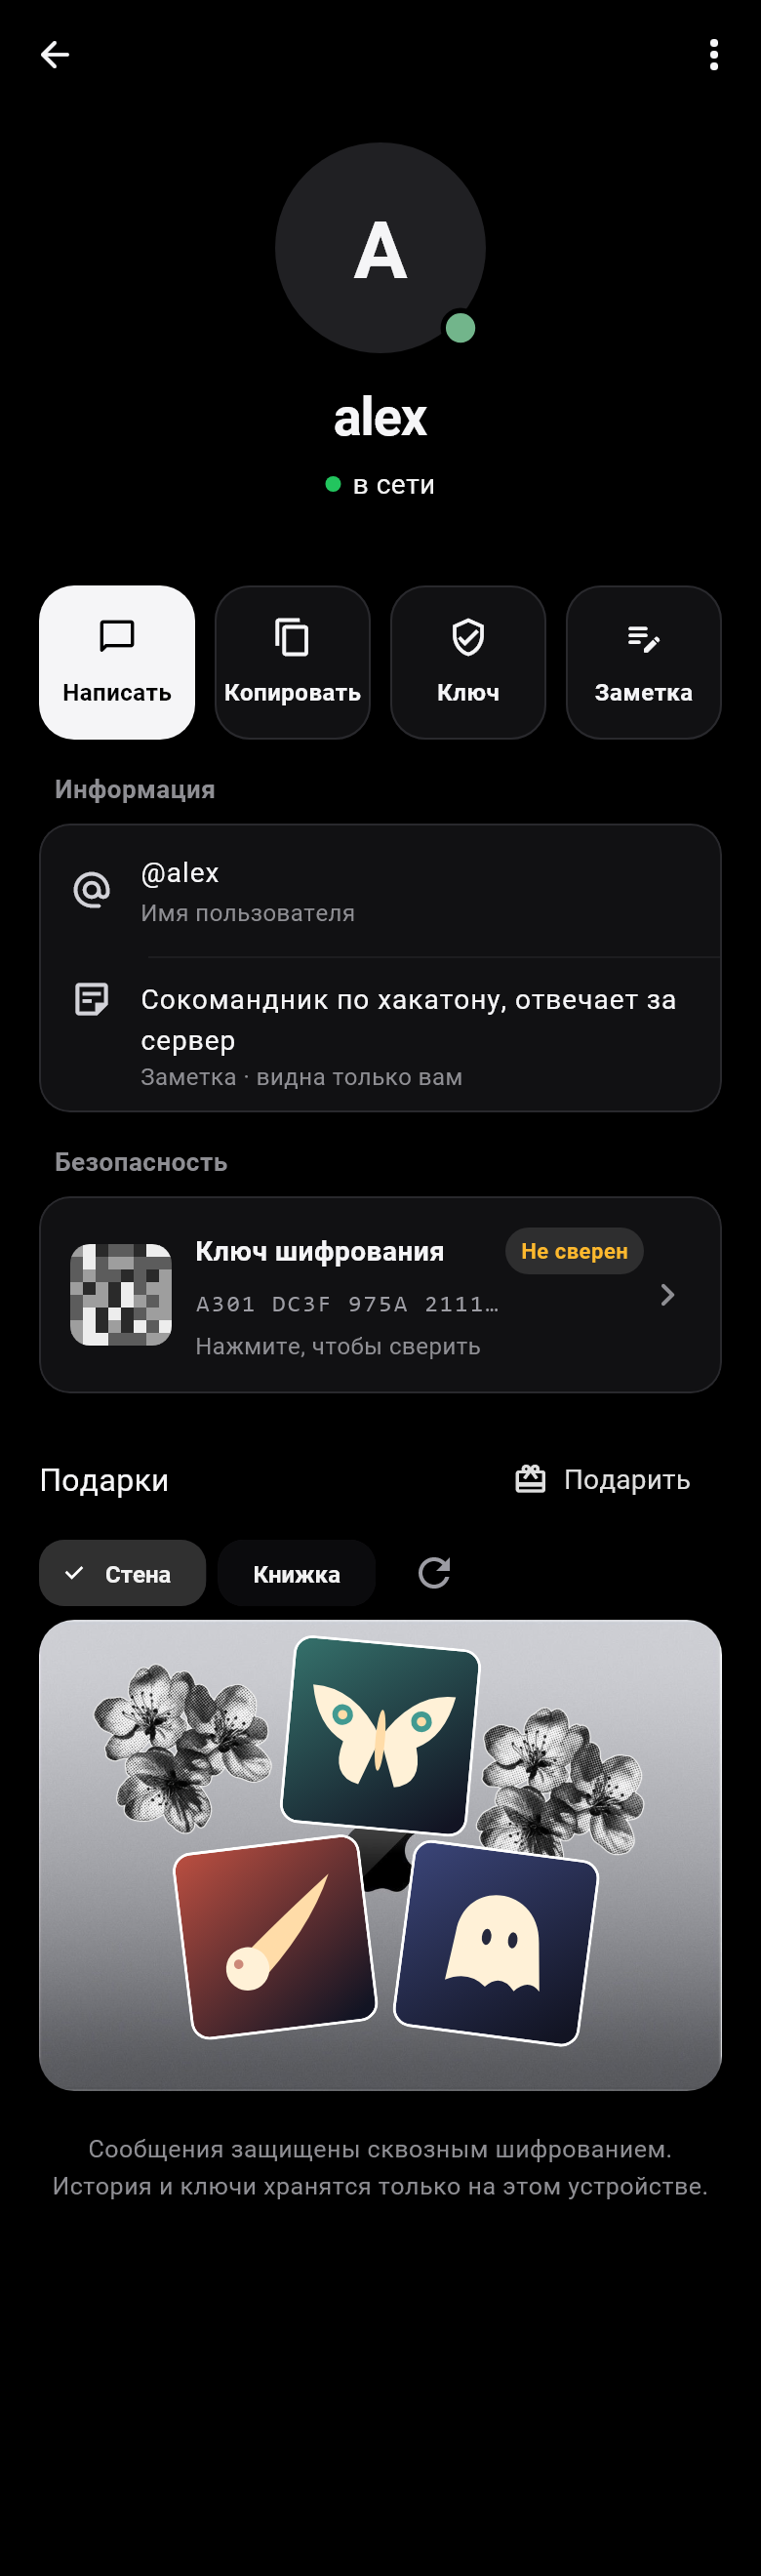 A
alex
в сети
Написать
Копировать
Ключ
Заметка
Информация
@alex
Имя пользователя
Сокомандник по хакатону, отвечает за
сервер
Заметка · видна только вам
Безопасность
Ключ шифрования
Не сверен
A301 DC3F 975A 2111…
Нажмите, чтобы сверить
Подарки
Подарить
Стена
Книжка
Сообщения защищены сквозным шифрованием.
История и ключи хранятся только на этом устройстве.